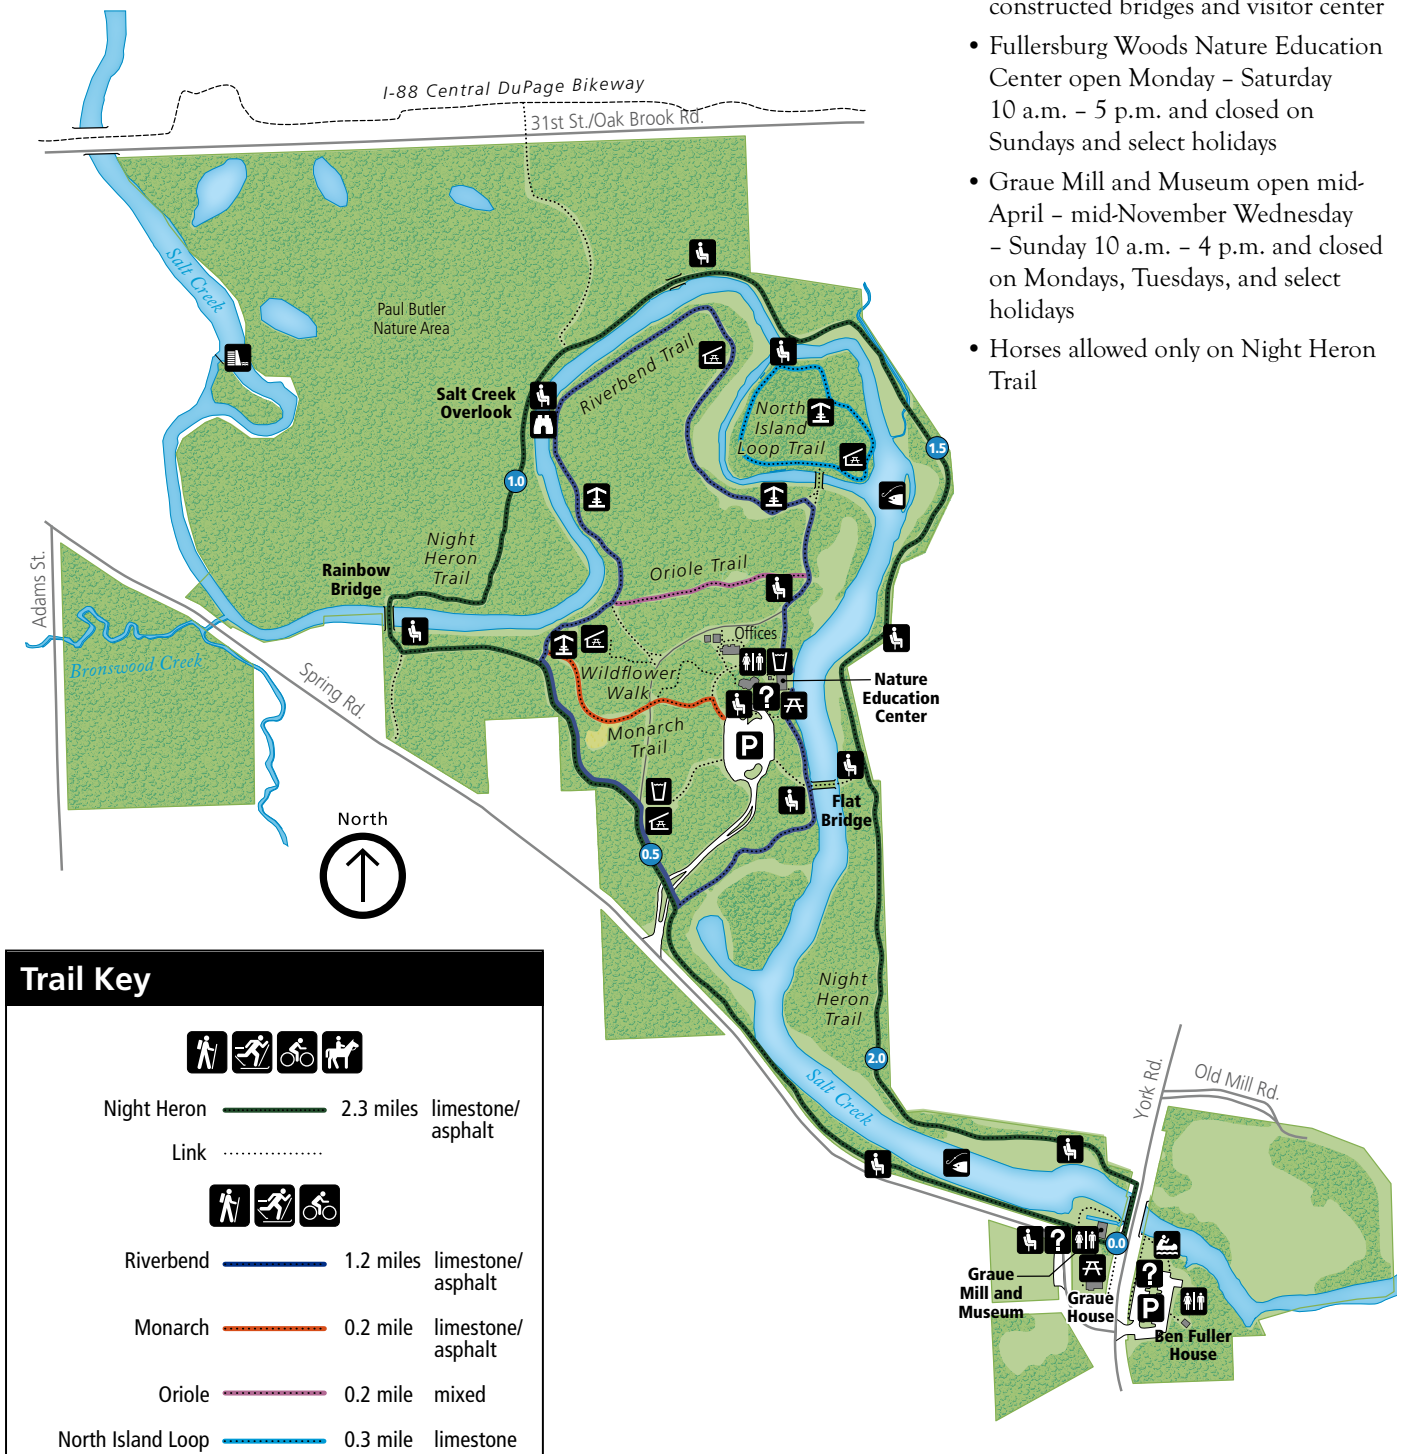 constructed bridges and visitor center
• Fullersburg Woods Nature Education
Center open Monday – Saturday
10 a.m. – 5 p.m. and closed on
Sundays and select holidays
• Graue Mill and Museum open mid-
April – mid-November Wednesday
– Sunday 10 a.m. – 4 p.m. and closed
on Mondays, Tuesdays, and select
holidays
• Horses allowed only on Night Heron
Trail
I-88 Central DuPage Bikeway
31st St./Oak Brook Rd.
Salt Creek
Paul Butler
Nature Area
Salt Creek
Overlook
Riverbend Trail
North
Island
Loop Trail
1.5
1.0
Night
Heron
Trail
Rainbow
Bridge
Oriole Trail
Adams St.
Bronswood Creek
Spring Rd.
Offices
Wildflower
Walk
?
Nature
Education
Center
Monarch
Trail
P
Flat
Bridge
0.5
North
Night
Heron
Trail
2.0
Salt Creek
York Rd.
Old Mill Rd.
?
0.0
Graue
Mill and
Museum
Graue
House
?
P
Ben Fuller
House
Trail Key
Night Heron 2.3 miles limestone/
asphalt
Link
Riverbend 1.2 miles limestone/
asphalt
Monarch 0.2 mile limestone/
asphalt
Oriole 0.2 mile mixed
North Island Loop 0.3 mile limestone